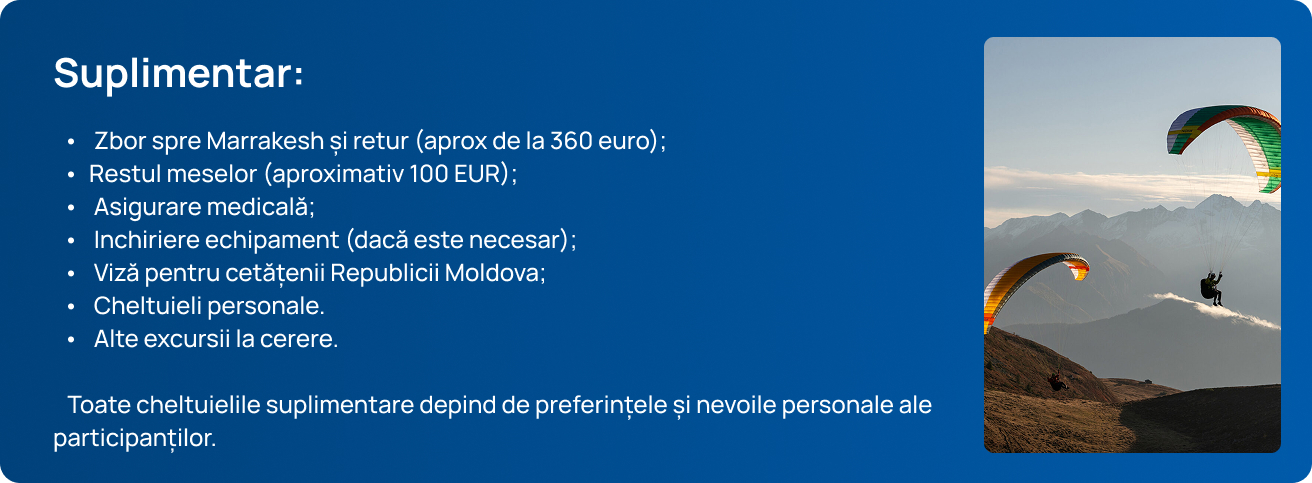 Suplimentar:
• Zbor spre Marrakesh și retur (aprox de la 360 euro);
• Restul meselor (aproximativ 100 EUR);
• Asigurare medicală;
• Inchiriere echipament (dacă este necesar);
• Viză pentru cetățenii Republicii Moldova;
• Cheltuieli personale.
• Alte excursii la cerere.
Toate cheltuielile suplimentare depind de preferințele și nevoile personale ale
participanților.